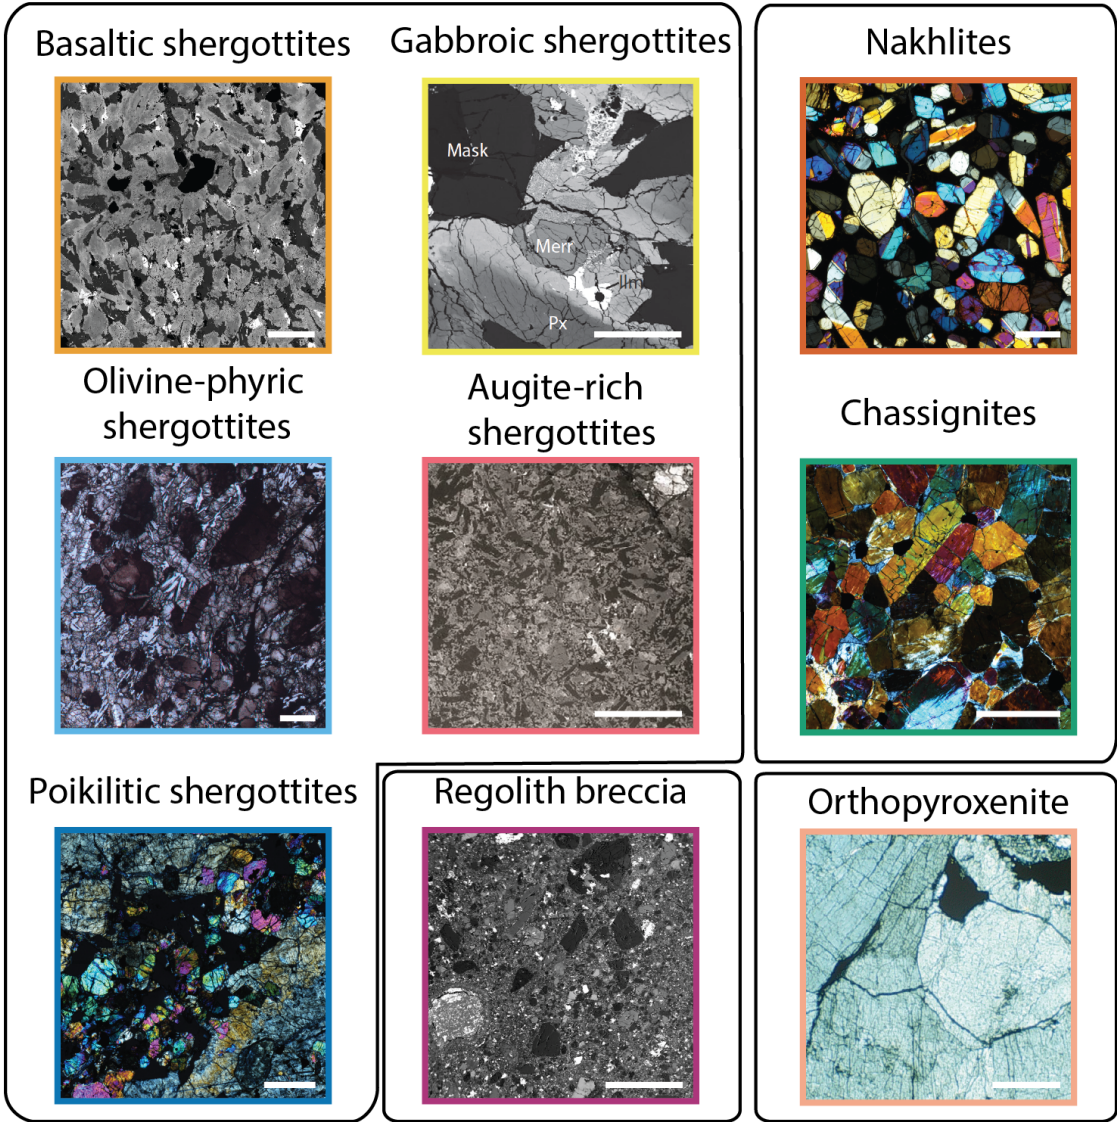 Basaltic shergottites
Gabbroic shergottites
Nakhlites
Mask
Merr
Ilm
Px
Olivine-phyric
shergottites
Augite-rich
shergottites
Chassignites
Poikilitic shergottites
Regolith breccia
Orthopyroxenite